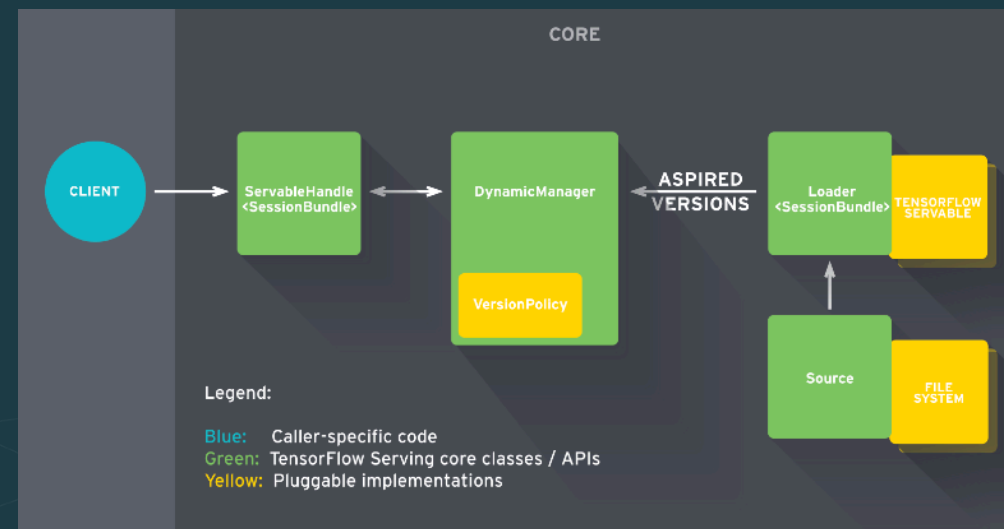 CORE
CLIENT
ServableHandle
<SessionBundle>
DynamicManager
VersionPolicy
ASPIRED
VERSIONS
Loader
<SessionBundle>
TENSORFLOW
SERVABLE
Source
FILE
SYSTEM
Legend:
Blue: Caller-specific code
Green: TensorFlow Serving core classes / APIs
Yellow: Pluggable implementations